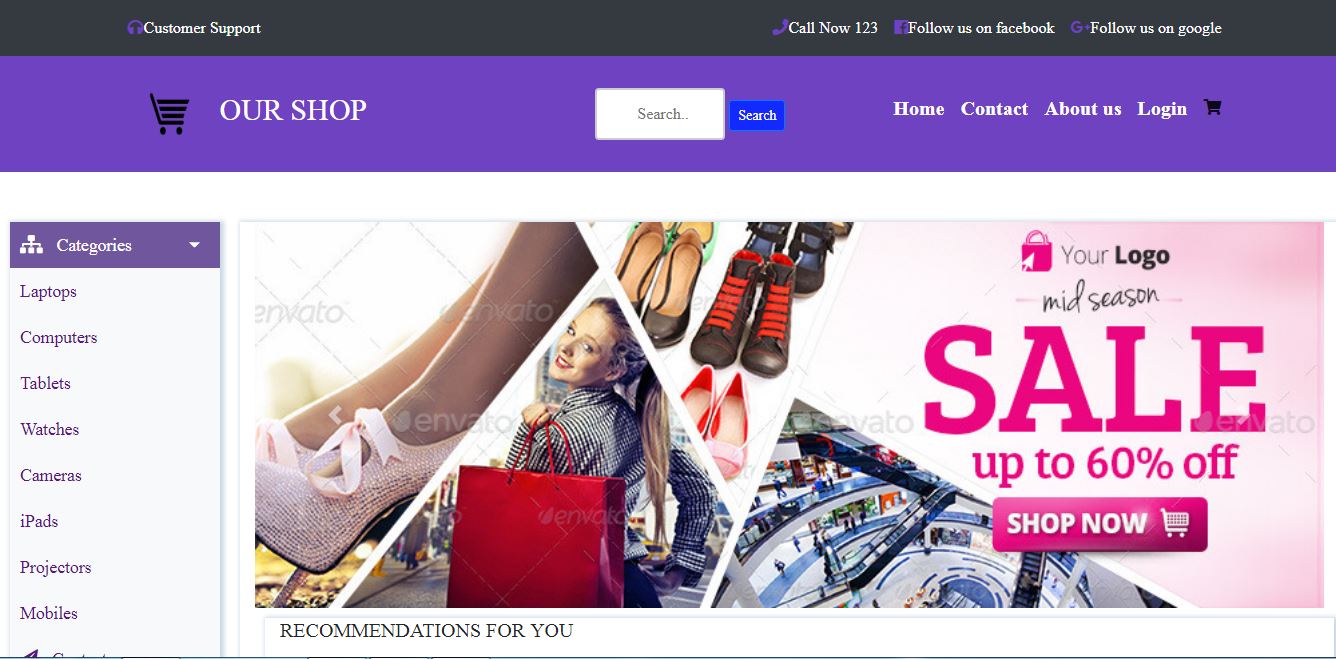 Customer Support
Call Now 123
Follow us on facebook
G+ Follow us on google
OUR SHOP
Search..
Search
Home
Contact
About us
Login
Categories
Laptops
Computers
Tablets
Watches
Cameras
iPads
Projectors
Mobiles
envato
envato
envato
envato
envato
envato
envato
Your Logo
mid season
SALE
up to 60% off
SHOP NOW
RECOMMENDATIONS FOR YOU